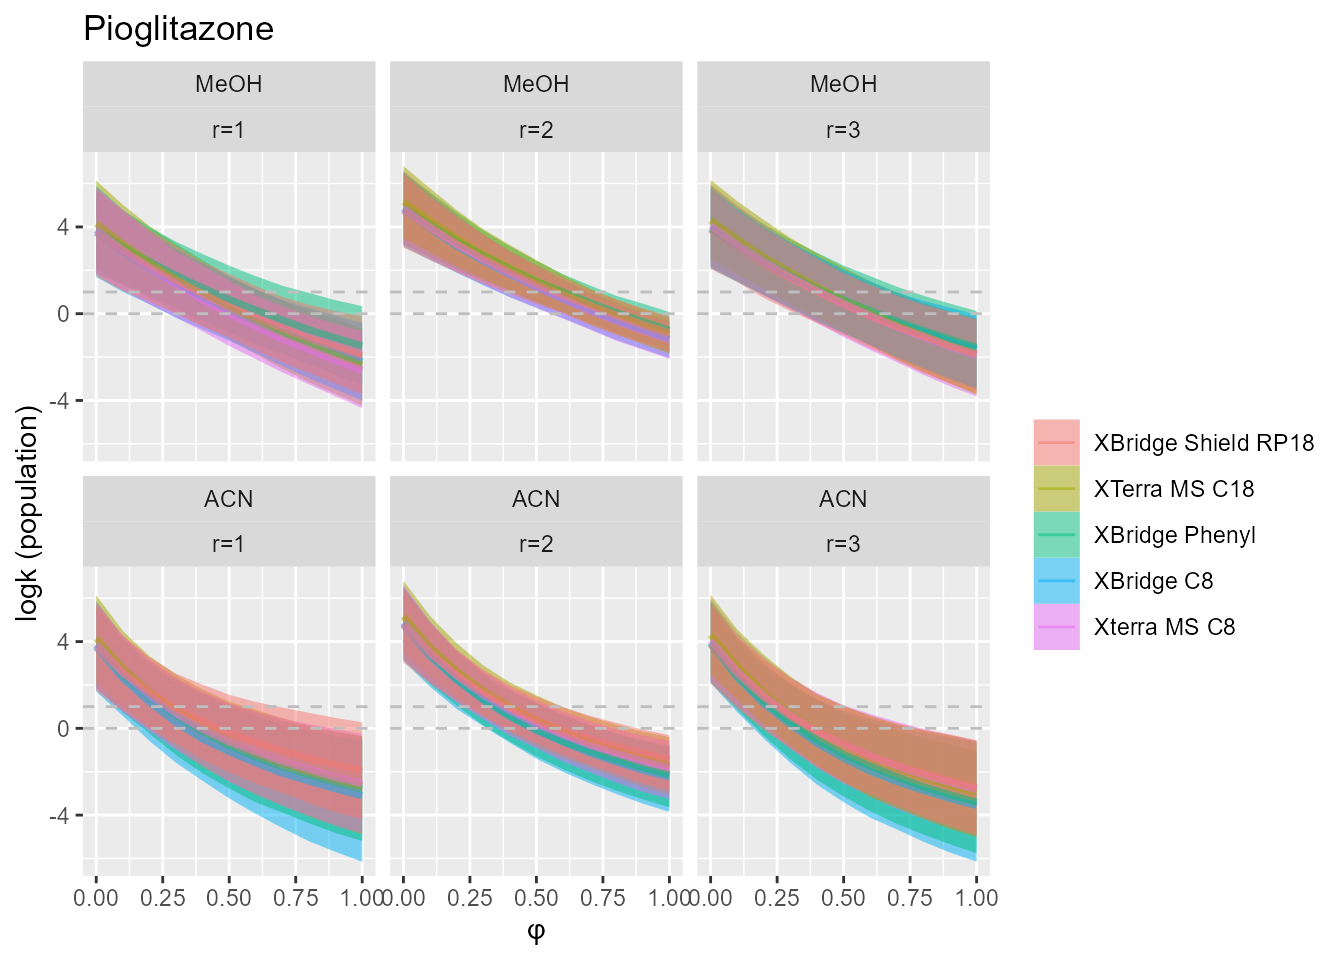 Pioglitazone
MeOH MeOH MeOH
r=1 r=2 r=3
4
0
-4
logk (population)
ACN ACN ACN
r=1 r=2 r=3
4
0
-4
0.00 0.25 0.50 0.75 1.00 0.00 0.25 0.50 0.75 1.00 0.00 0.25 0.50 0.75 1.00
φ
XBridge Shield RP18
XTerra MS C18
XBridge Phenyl
XBridge C8
Xterra MS C8